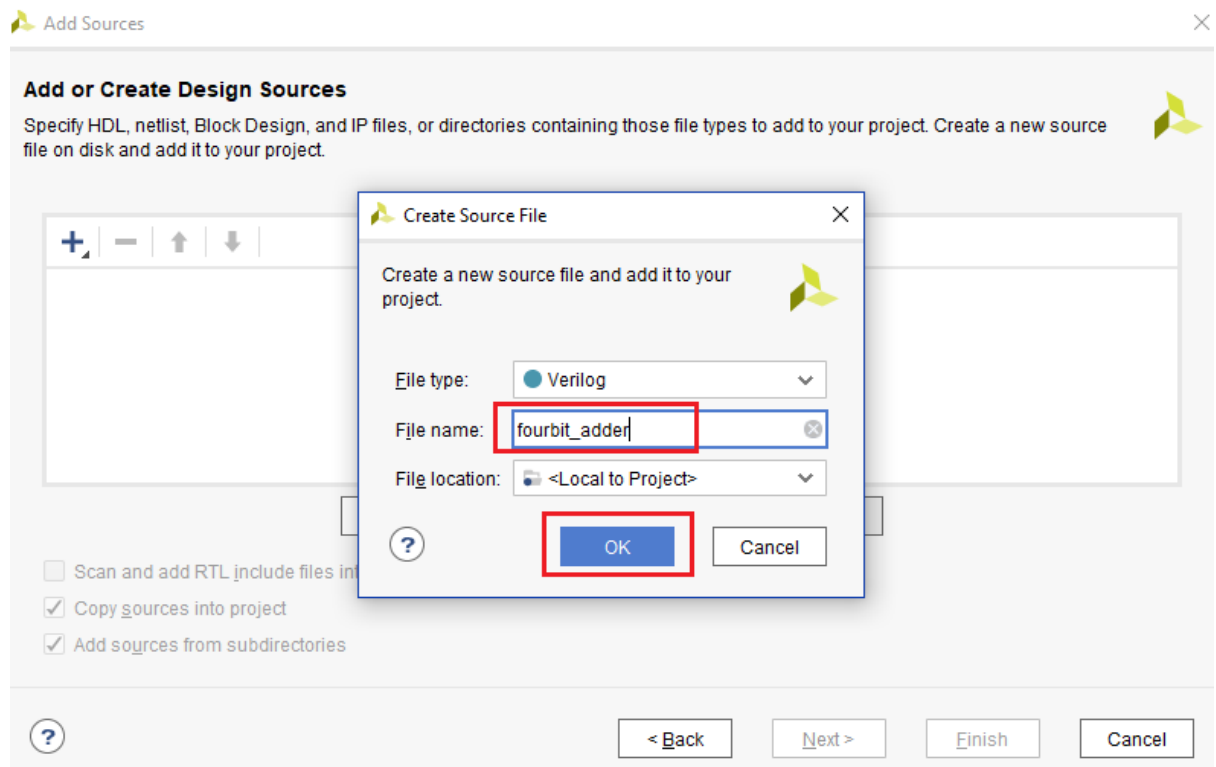 Add Sources
Add or Create Design Sources
Specify HDL, netlist, Block Design, and IP files, or directories containing those file types to add to your project. Create a new source
file on disk and add it to your project.
Create Source File
Create a new source file and add it to your
project.
File type:
Verilog
File name:
fourbit_adder
File location:
<Local to Project>
?
OK
Cancel
Scan and add RTL include files int
Copy sources into project
Add sources from subdirectories
?
< Back
Next >
Finish
Cancel